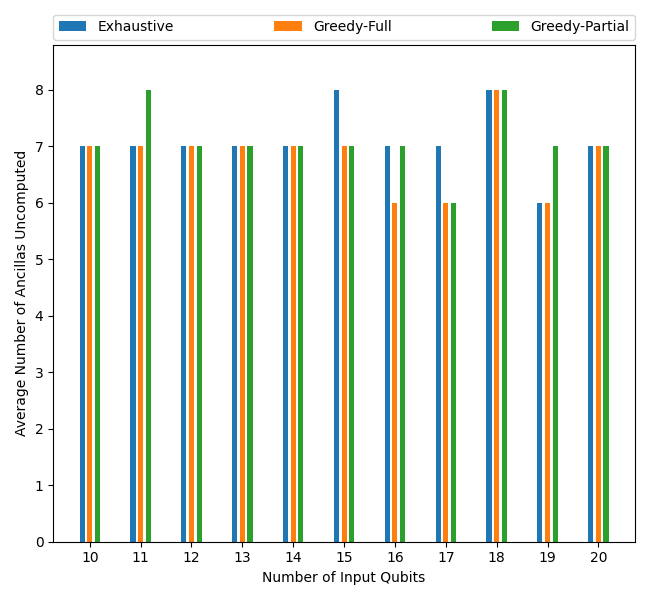 Exhaustive Greedy-Full Greedy-Partial
8
7
6
5
4
3
2
1
0
Average Number of Ancillas Uncomputed
10 11 12 13 14 15 16 17 18 19 20
Number of Input Qubits